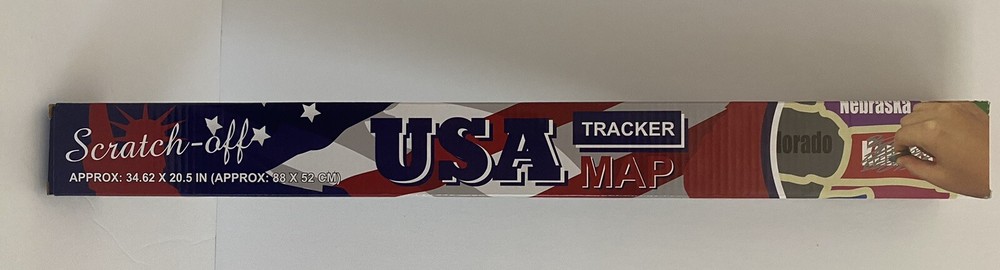 Scratch-off
APPROX: 34.62 X 20.5 IN (APPROX: 88 X 52 CM)
USA
TRACKER
MAP
Nebraska
lorado